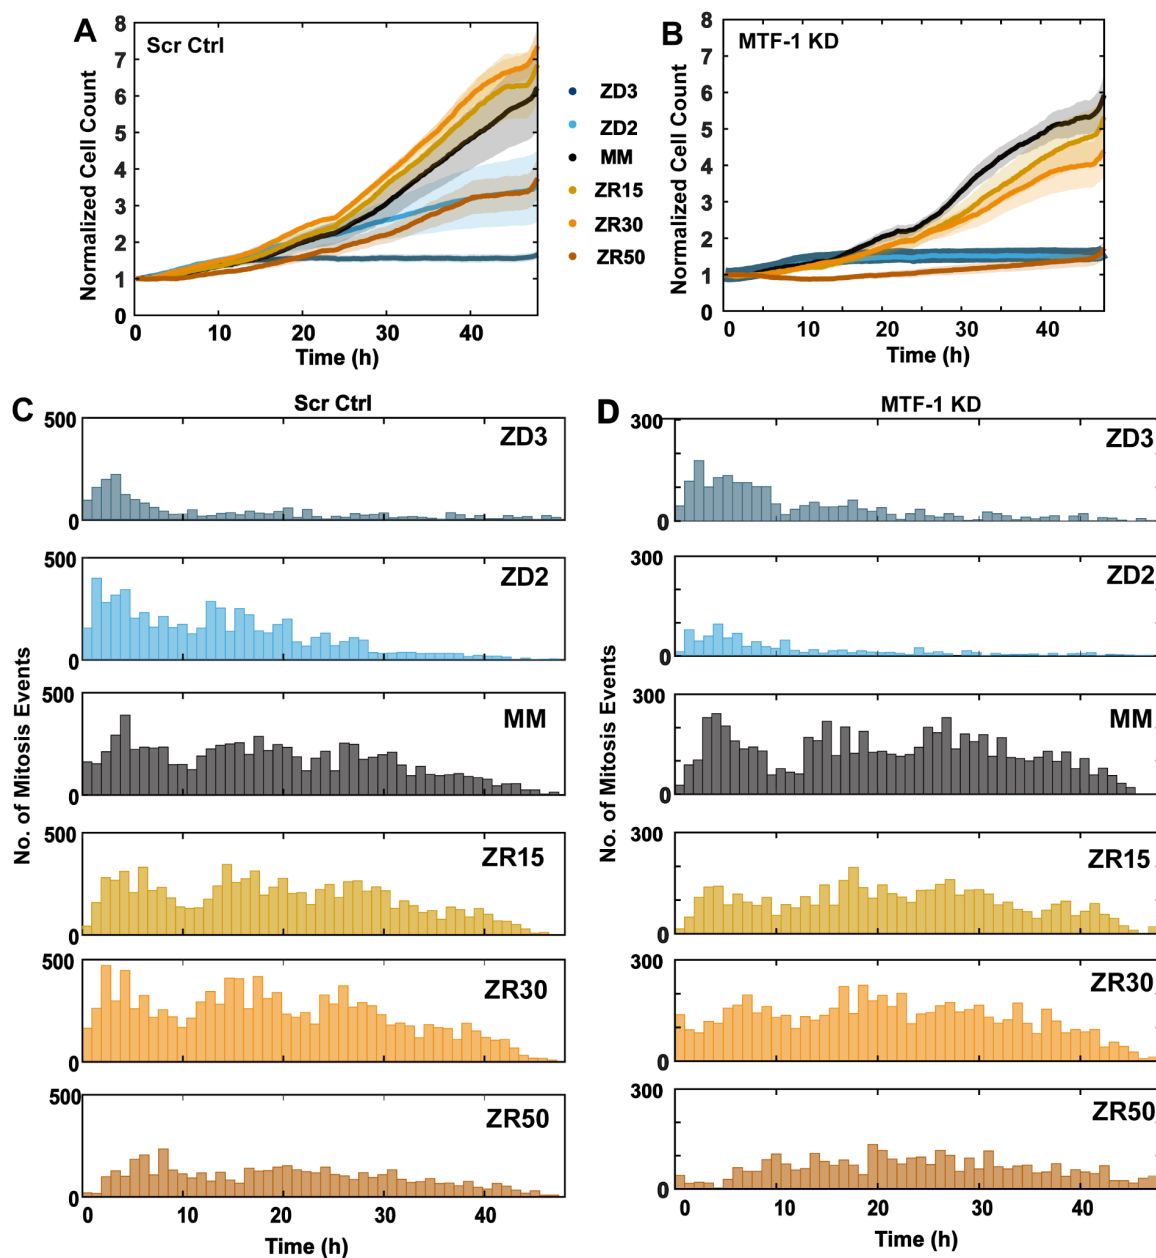 A
Scr Ctrl
Normalized Cell Count
8
7
6
5
4
3
2
1
0
0 10 20 30 40
Time (h)
ZD3
ZD2
MM
ZR15
ZR30
ZR50
B
MTF-1 KD
Normalized Cell Count
8
7
6
5
4
3
2
1
0
0 10 20 30 40
Time (h)
C
Scr Ctrl
No. of Mitosis Events
500
0
ZD3
500
0
ZD2
500
0
MM
500
0
ZR15
500
0
ZR30
500
0
ZR50
0 10 20 30 40
Time (h)
D
MTF-1 KD
No. of Mitosis Events
300
0
ZD3
300
0
ZD2
300
0
MM
300
0
ZR15
300
0
ZR30
300
0
ZR50
0 10 20 30 40
Time (h)